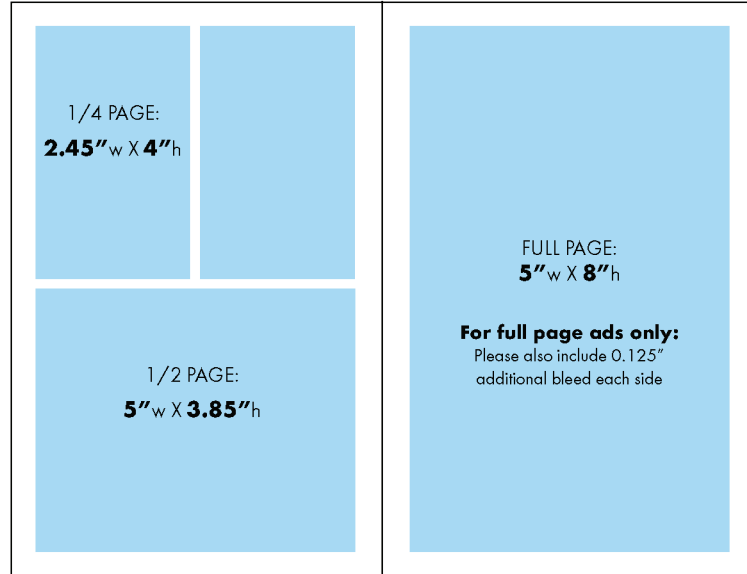 1/4 PAGE:
2.45″w X 4″h
1/2 PAGE:
5″w X 3.85″h
FULL PAGE:
5″w X 8″h
For full page ads only:
Please also include 0.125″
additional bleed each side